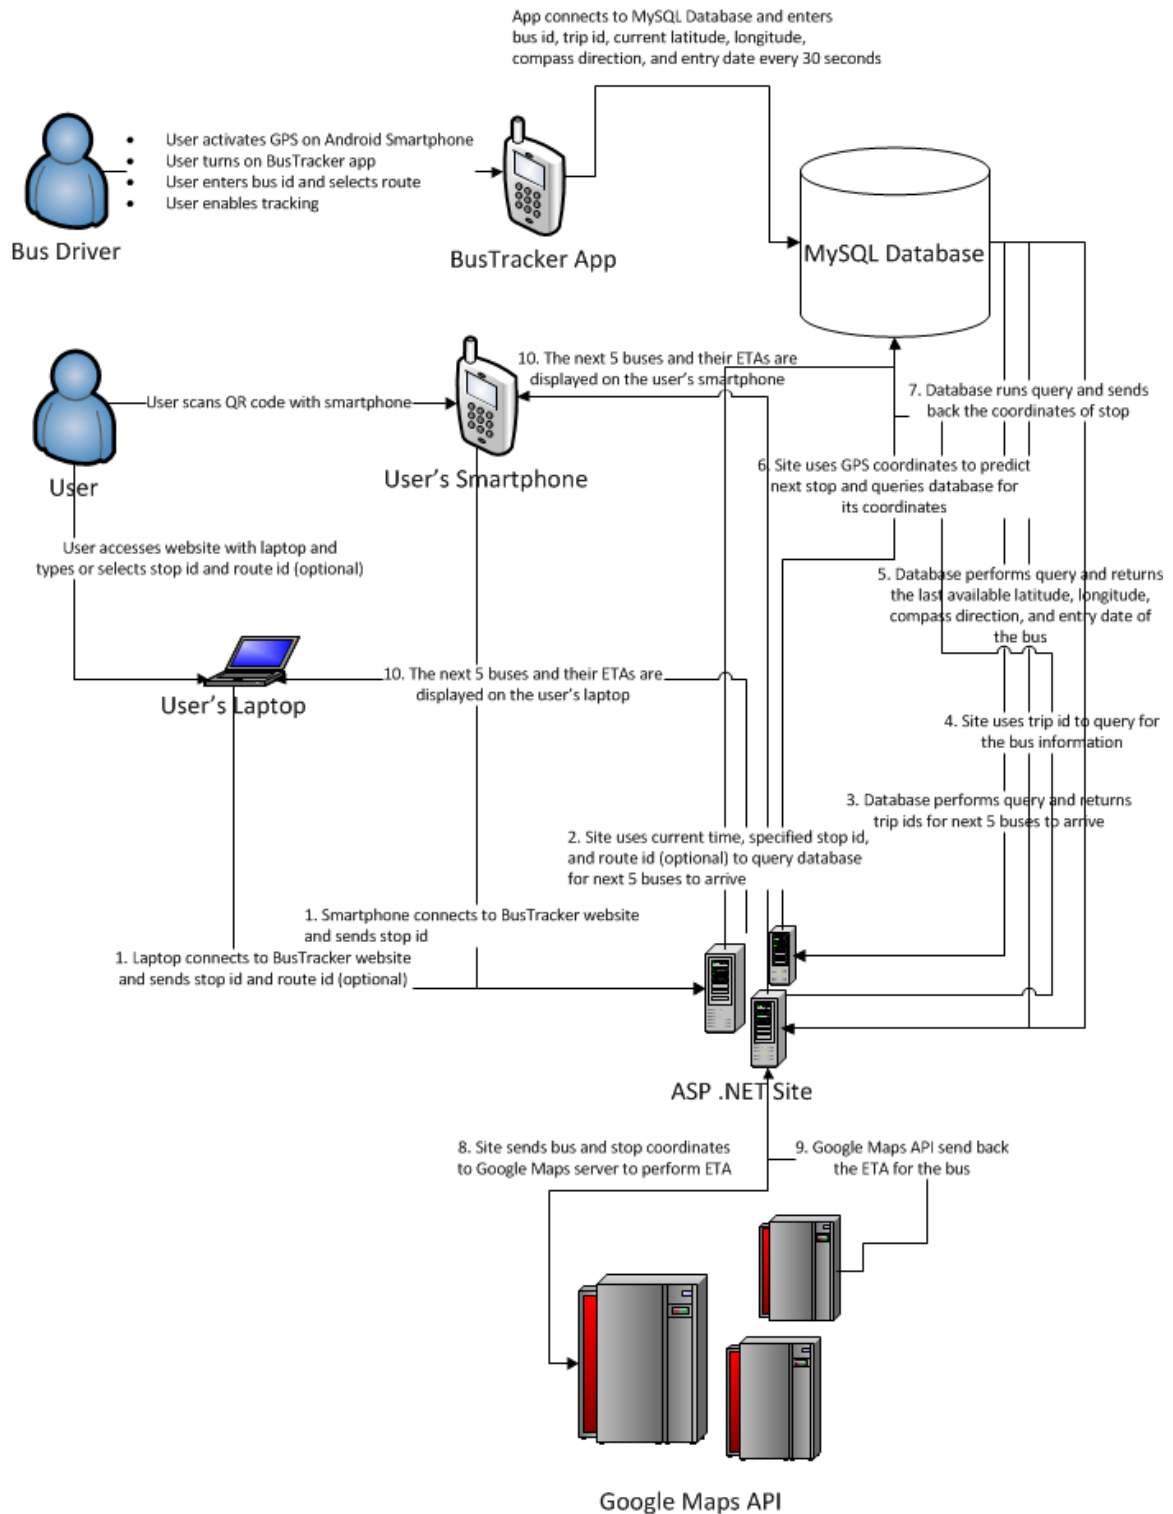 App connects to MySQL Database and enters
bus id, trip id, current latitude, longitude,
compass direction, and entry date every 30 seconds
• User activates GPS on Android Smartphone
• User turns on BusTracker app
• User enters bus id and selects route
• User enables tracking
Bus Driver
BusTracker App
MySQL Database
10. The next 5 buses and their ETAs are
displayed on the user's smartphone
7. Database runs query and sends
back the coordinates of stop
User scans QR code with smartphone
User
User's Smartphone
6. Site uses GPS coordinates to predict
next stop and queries database for
its coordinates
User accesses website with laptop and
types or selects stop id and route id (optional)
5. Database performs query and returns
the last available latitude, longitude,
compass direction, and entry date of
the bus
10. The next 5 buses and their ETAs are
displayed on the user's laptop
User's Laptop
4. Site uses trip id to query for
the bus information
3. Database performs query and returns
trip ids for next 5 buses to arrive
2. Site uses current time, specified stop id,
and route id (optional) to query database
for next 5 buses to arrive
1. Smartphone connects to BusTracker website
and sends stop id
1. Laptop connects to BusTracker website
and sends stop id and route id (optional)
ASP .NET Site
8. Site sends bus and stop coordinates
to Google Maps server to perform ETA
9. Google Maps API send back
the ETA for the bus
Google Maps API